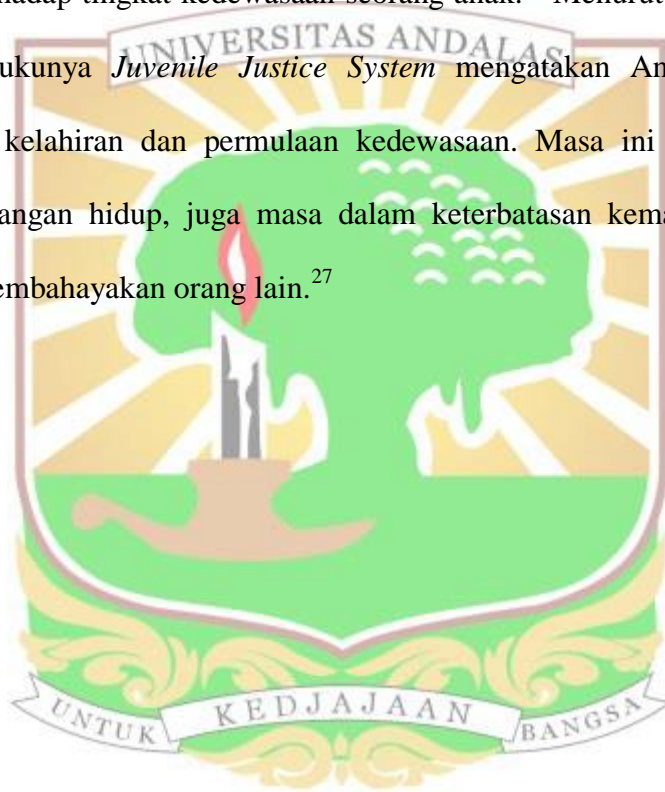 hadap tingkat kedewasaan seorang anak. Menurut
UNIVERSITAS ANDALAS
ukunya Juvenile Justice System mengatakan An
kelahiran dan permulaan kedewasaan. Masa ini
angan hidup, juga masa dalam keterbatasan kema
embahayakan orang lain.27
UNTUK KEDJAJAAN BANGSA